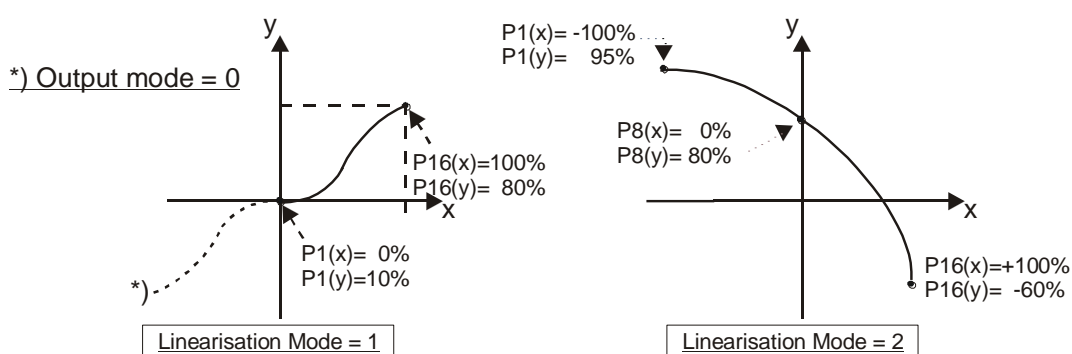 y
*) Output mode = 0
P16(x)=100%
P16(y)= 80%
x
P1(x)= 0%
P1(y)=10%
*)
Linearisation Mode = 1
y
P1(x)= -100%
P1(y)= 95%
P8(x)= 0%
P8(y)= 80%
x
P16(x)=+100%
P16(y)= -60%
Linearisation Mode = 2